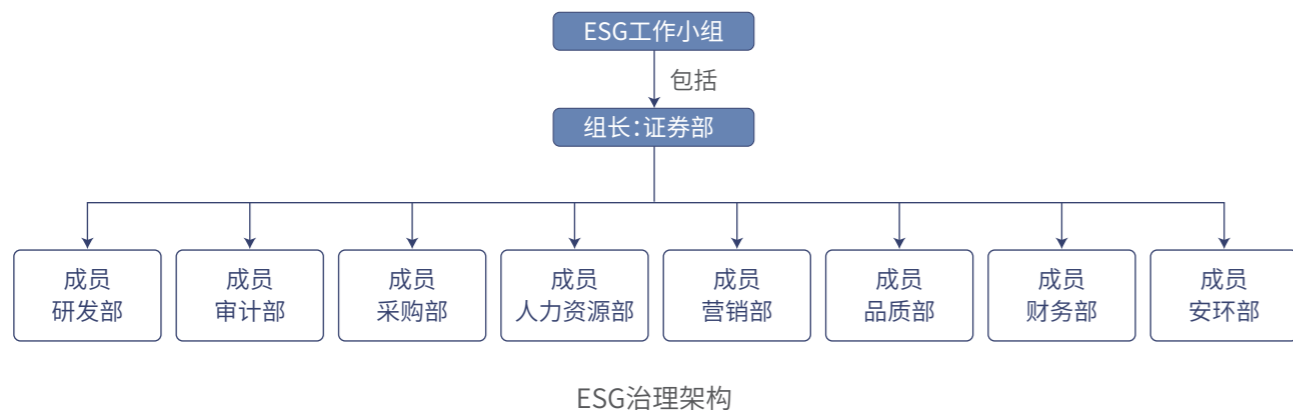 ESG工作小组
包括
组长：证券部
成员
研发部
成员
审计部
成员
采购部
成员
人力资源部
成员
营销部
成员
品质部
成员
财务部
成员
安环部
ESG治理架构